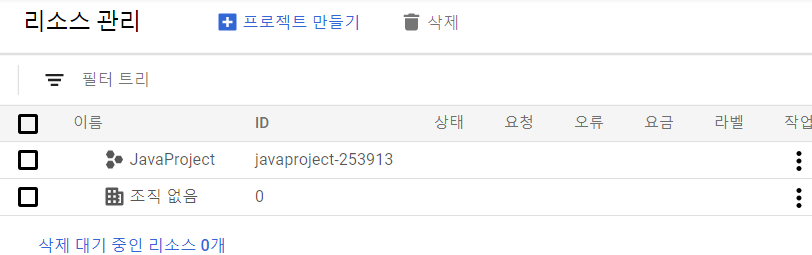 리소스 관리 프로젝트 만들기 삭제
필터 트리
이름 ID 상태 요청 오류 요금 라벨 작업
JavaProject javaproject-253913
조직 없음 0
삭제 대기 중인 리소스 0개